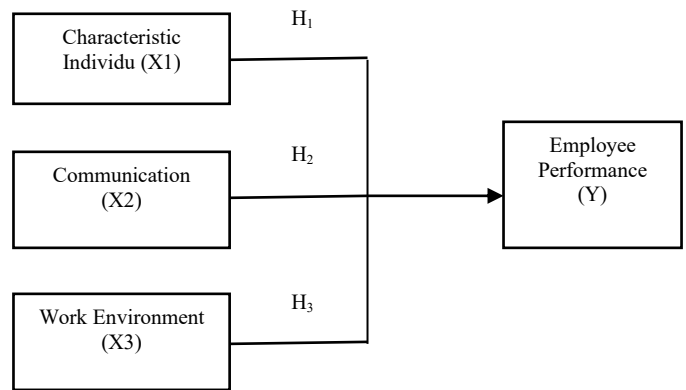 H₁
Characteristic
Individu (X1)
H₂
Communication
(X2)
Employee
Performance
(Y)
H₃
Work Environment
(X3)